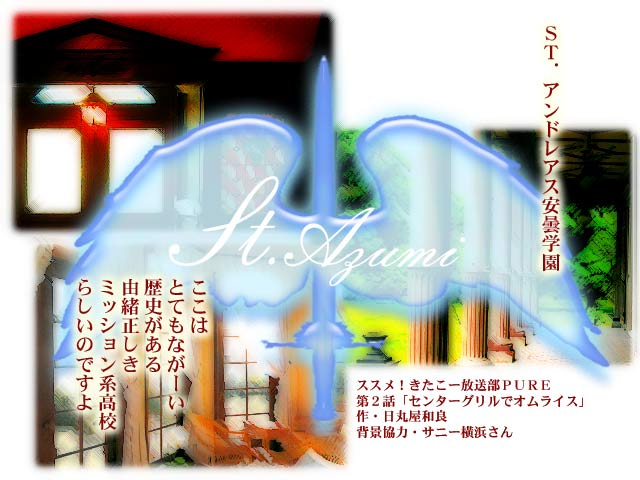 ＳＴ．アンドレアス安曇学園
St. Azumi
ここは
とてもながーい
歴史がある
由緒正しき
ミッション系高校
らしいのですよ
ススメ！きたこー放送部ＰＵＲＥ
第２話「センターグリルでオムライス」
作・日丸屋和良
背景協力・サニー横浜さん